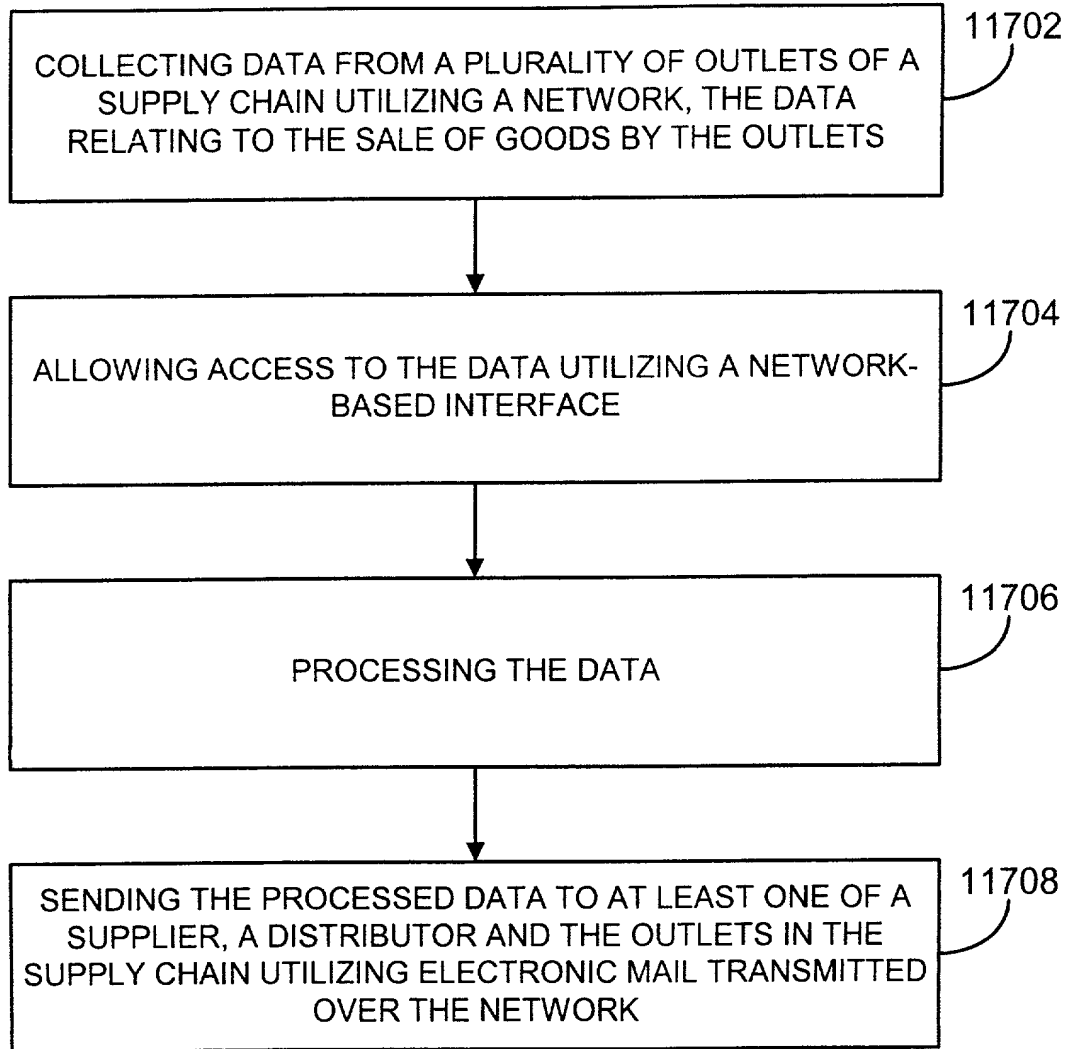 11702
COLLECTING DATA FROM A PLURALITY OF OUTLETS OF A
SUPPLY CHAIN UTILIZING A NETWORK, THE DATA
RELATING TO THE SALE OF GOODS BY THE OUTLETS
11704
ALLOWING ACCESS TO THE DATA UTILIZING A NETWORK-
BASED INTERFACE
11706
PROCESSING THE DATA
11708
SENDING THE PROCESSED DATA TO AT LEAST ONE OF A
SUPPLIER, A DISTRIBUTOR AND THE OUTLETS IN THE
SUPPLY CHAIN UTILIZING ELECTRONIC MAIL TRANSMITTED
OVER THE NETWORK